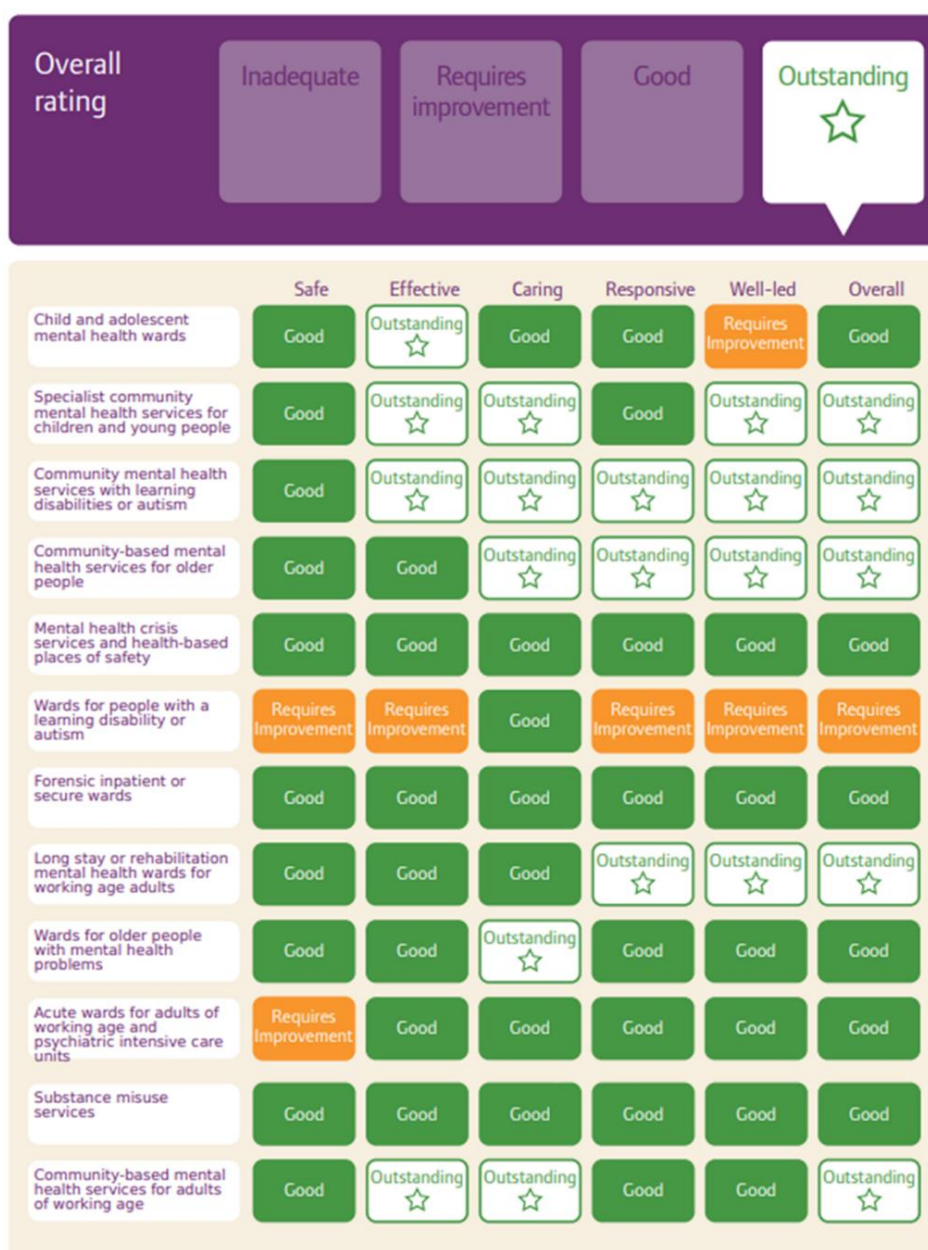 Overall
rating
Inadequate
Requires
improvement
Good
Outstanding
Safe Effective Caring Responsive Well-led Overall
Child and adolescent
mental health wards
Good
Outstanding
Good
Good
Requires
Improvement
Good
Specialist community
mental health services for
children and young people
Good
Outstanding
Outstanding
Good
Outstanding
Outstanding
Community mental health
services with learning
disabilities or autism
Good
Outstanding
Outstanding
Outstanding
Outstanding
Outstanding
Community-based mental
health services for older
people
Good
Good
Outstanding
Outstanding
Outstanding
Outstanding
Mental health crisis
services and health-based
places of safety
Good
Good
Good
Good
Good
Good
Wards for people with a
learning disability or
autism
Requires
Improvement
Requires
Improvement
Good
Requires
Improvement
Requires
Improvement
Requires
Improvement
Forensic inpatient or
secure wards
Good
Good
Good
Good
Good
Good
Long stay or rehabilitation
mental health wards for
working age adults
Good
Good
Good
Outstanding
Outstanding
Outstanding
Wards for older people
with mental health
problems
Good
Good
Outstanding
Good
Good
Good
Acute wards for adults of
working age and
psychiatric intensive care
units
Requires
Improvement
Good
Good
Good
Good
Good
Substance misuse
services
Good
Good
Good
Good
Good
Good
Community-based mental
health services for adults
of working age
Good
Outstanding
Outstanding
Good
Good
Outstanding